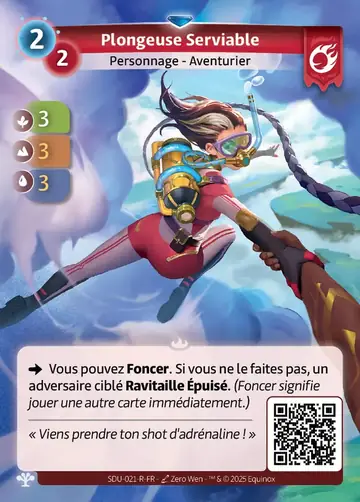 2
2
Plongeuse Serviable
Personnage - Aventurier
3
3
3
Vous pouvez Foncer. Si vous ne le faites pas, un
adversaire ciblé Ravitaille Épuisé. (Foncer signifie
jouer une autre carte immédiatement.)
« Viens prendre ton shot d'adrénaline ! »
SDU-021-R-FR - Zero Wen - ™ & © 2025 Equinox